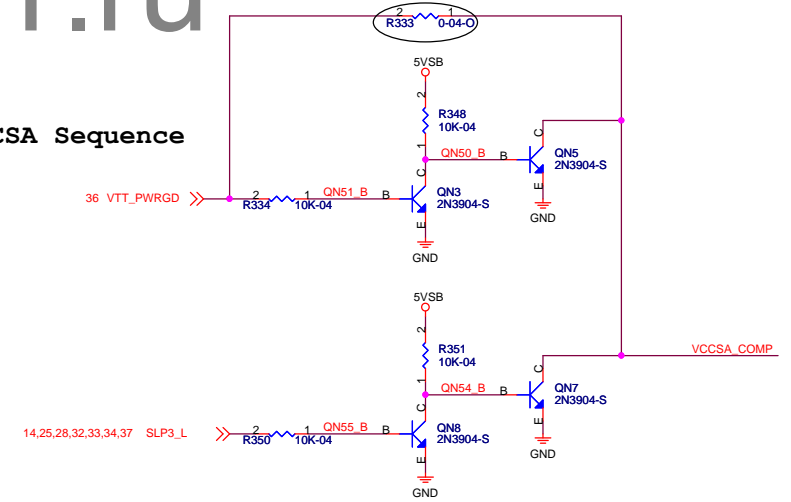 r.ru
2
1
R333
0-04-O
5VSB
2
R348
10K-04
1
CSA Sequence
QN50_B
B
C
E
QN5
2N3904-S
GND
36 VTT_PWRGD
2
1
R334
10K-04
QN51_B
B
C
E
QN3
2N3904-S
GND
5VSB
2
R351
10K-04
1
VCCSA_COMP
QN54_B
B
C
E
QN7
2N3904-S
GND
14,25,28,32,33,34,37 SLP3_L
2
1
R350
10K-04
QN55_B
B
C
E
QN8
2N3904-S
GND